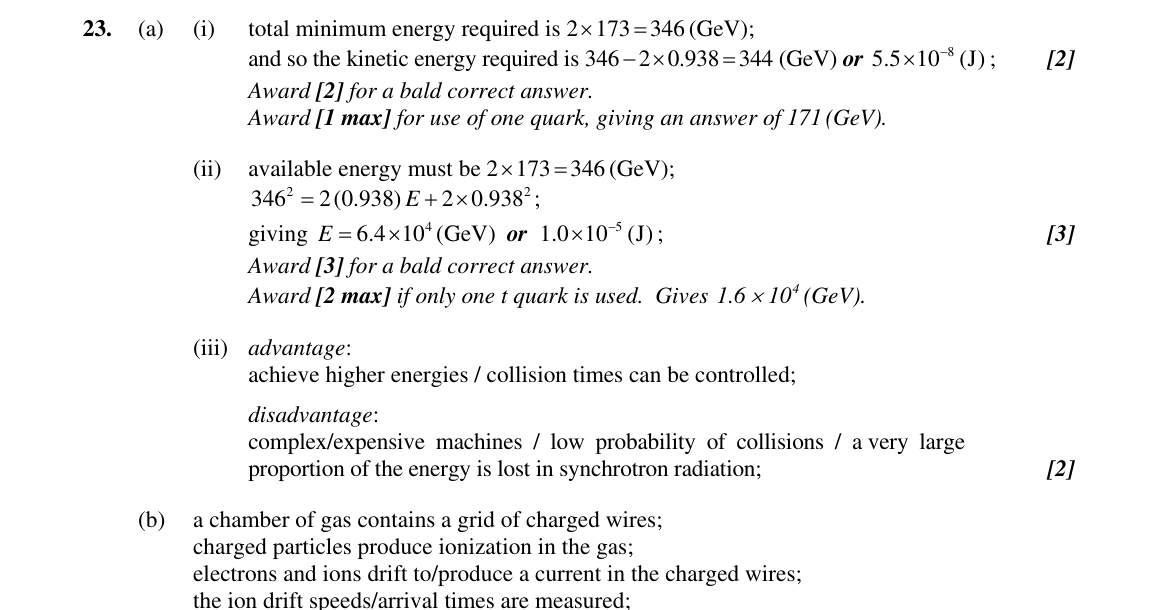 23. (a) (i) total minimum energy required is 2×173=346 (GeV);
and so the kinetic energy required is 346−2×0.938=344 (GeV) or 5.5×10⁻⁸ (J); [2]
Award [2] for a bald correct answer.
Award [1 max] for use of one quark, giving an answer of 171 (GeV).
(ii) available energy must be 2×173=346 (GeV);
346² = 2(0.938) E + 2×0.938²;
giving E = 6.4×10⁴ (GeV) or 1.0×10⁻⁵ (J); [3]
Award [3] for a bald correct answer.
Award [2 max] if only one t quark is used. Gives 1.6 × 10⁴ (GeV).
(iii) advantage:
achieve higher energies / collision times can be controlled;
disadvantage:
complex/expensive machines / low probability of collisions / a very large
proportion of the energy is lost in synchrotron radiation; [2]
(b) a chamber of gas contains a grid of charged wires;
charged particles produce ionization in the gas;
electrons and ions drift to/produce a current in the charged wires;
the ion drift speeds/arrival times are measured;